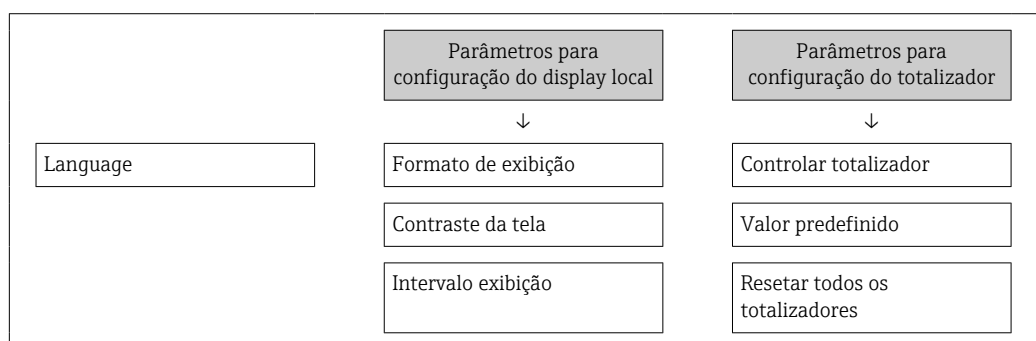 Parâmetros para
configuração do display local
Parâmetros para
configuração do totalizador
↓
↓
Language
Formato de exibição
Controlar totalizador
Contraste da tela
Valor predefinido
Intervalo exibição
Resetar todos os
totalizadores